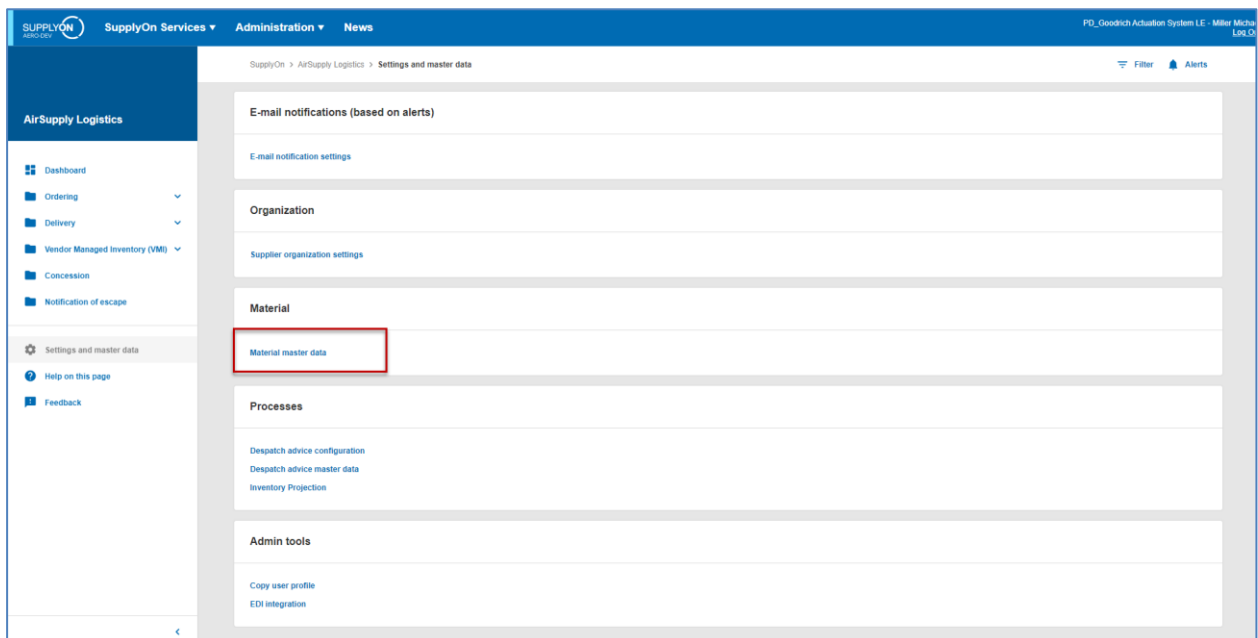 SUPPLYON
AERO-DEV
SupplyOn Services
Administration
News
PD_Goodrich Actuation System LE - Miller
Log
SupplyOn > AirSupply Logistics > Settings and master data
Filter
Alerts
AirSupply Logistics
Dashboard
Ordering
Delivery
Vendor Managed Inventory (VMI)
Concession
Notification of escape
Settings and master data
Help on this page
Feedback
E-mail notifications (based on alerts)
E-mail notification settings
Organization
Supplier organization settings
Material
Material master data
Processes
Despatch advice configuration
Despatch advice master data
Inventory Projection
Admin tools
Copy user profile
EDI integration